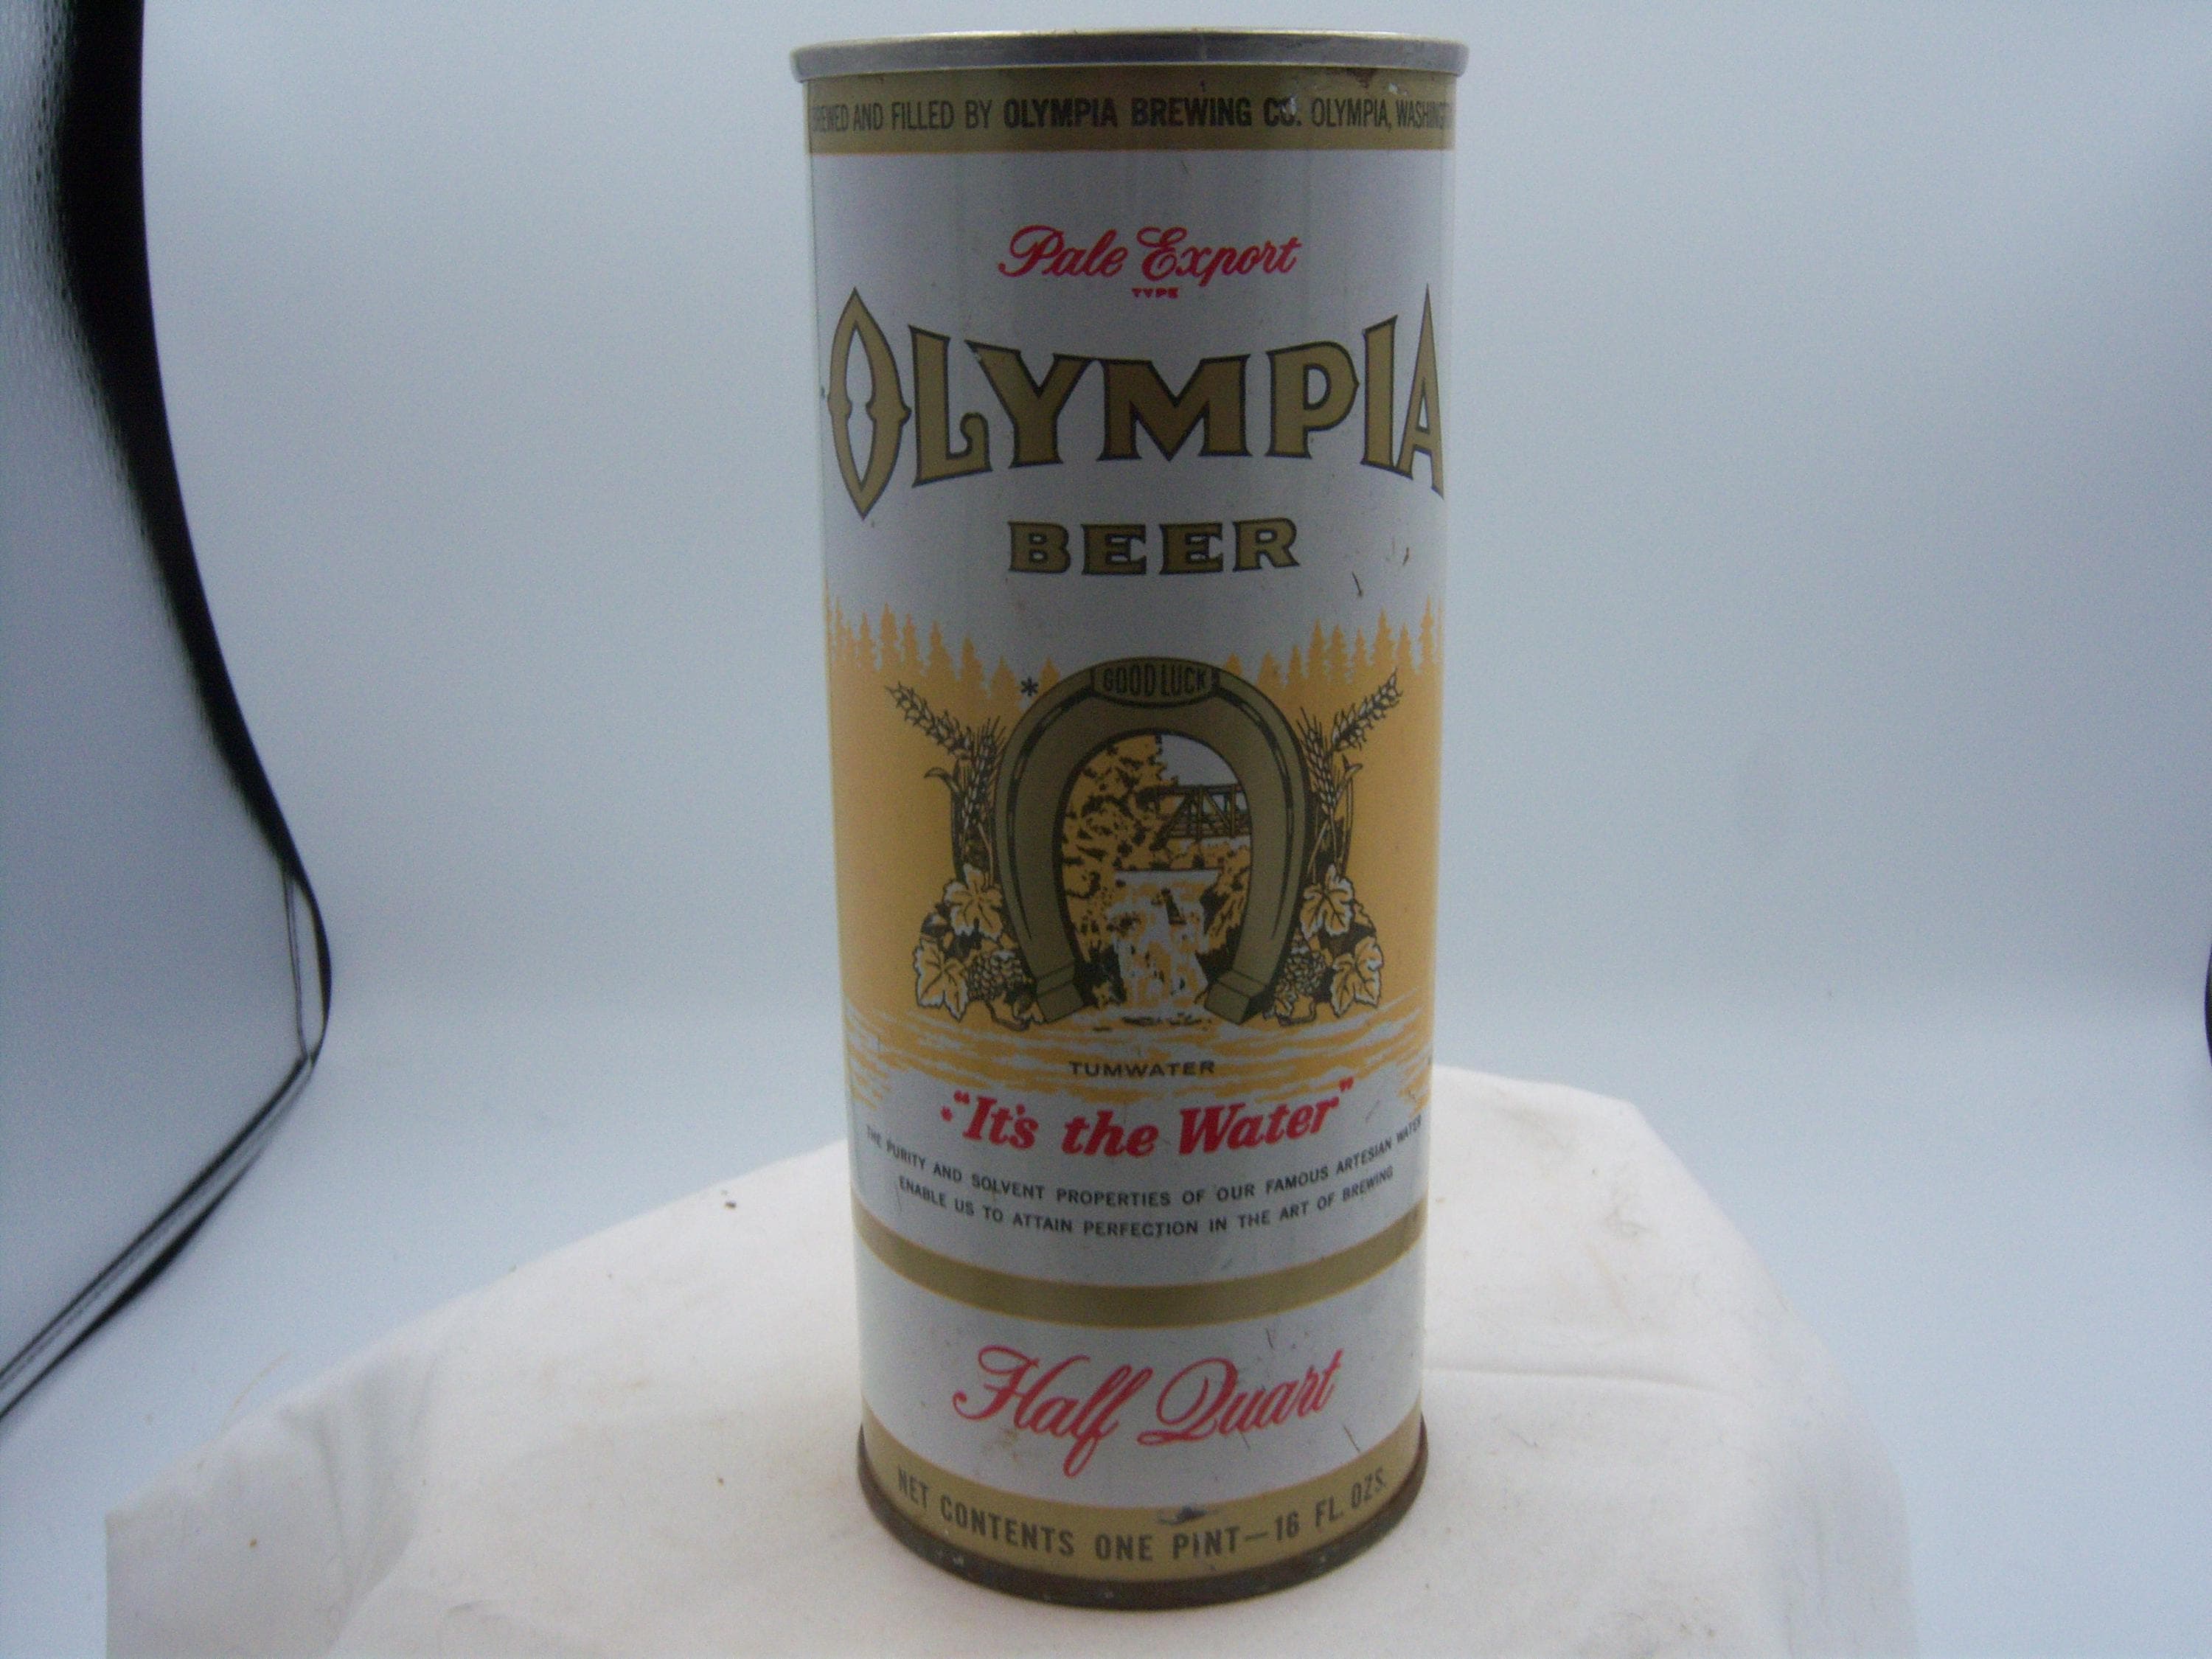 BREWED AND FILLED BY OLYMPIA BREWING CO. OLYMPIA, WASHINGT
Pale Export
TYPE
OLYMPIA
BEER
GOOD LUCK
*
TUMWATER
*"It's the Water"
THE PURITY AND SOLVENT PROPERTIES OF OUR FAMOUS ARTESIAN WATER
ENABLE US TO ATTAIN PERFECTION IN THE ART OF BREWING
Half Quart
NET CONTENTS ONE PINT—16 FL. OZS.